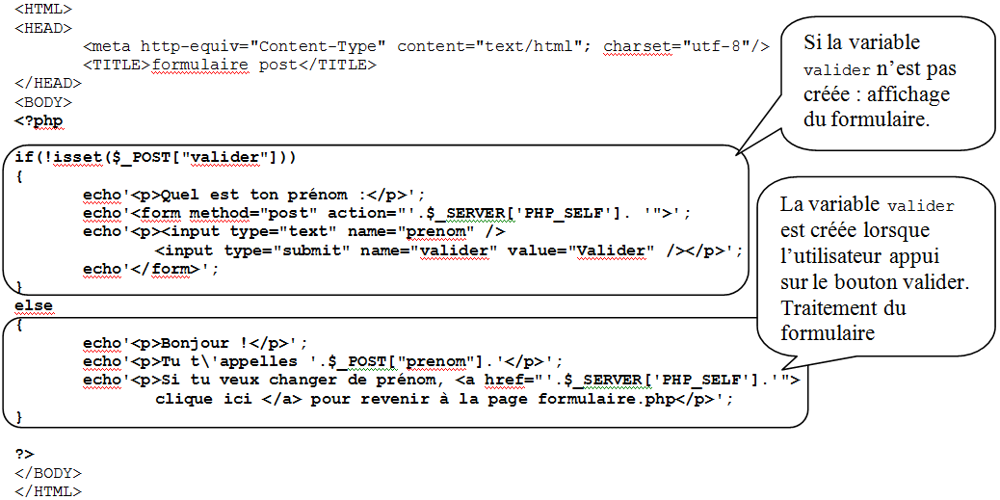 <HTML>
<HEAD>
<meta http-equiv="Content-Type" content="text/html"; charset="utf-8"/>
<TITLE>formulaire post</TITLE>
</HEAD>
<BODY>
<?php
if(!isset($_POST["valider"]))
{
echo'<p>Quel est ton prénom :</p>';
echo'<form method="post" action="'.$_SERVER['PHP_SELF']. '">';
echo'<p><input type="text" name="prenom" />
<input type="submit" name="valider" value="Valider" /></p>';
echo'</form>';
}
else
{
echo'<p>Bonjour !</p>';
echo'<p>Tu t\'appelles '.$_POST["prenom"].'</p>';
echo'<p>Si tu veux changer de prénom, <a href="'.$_SERVER['PHP_SELF'].'">
clique ici </a> pour revenir à la page formulaire.php</p>';
}
?>
</BODY>
</HTML>
Si la variable
valider n'est pas
créée : affichage
du formulaire.
La variable valider
est créée lorsque
l'utilisateur appui
sur le bouton valider.
Traitement du
formulaire